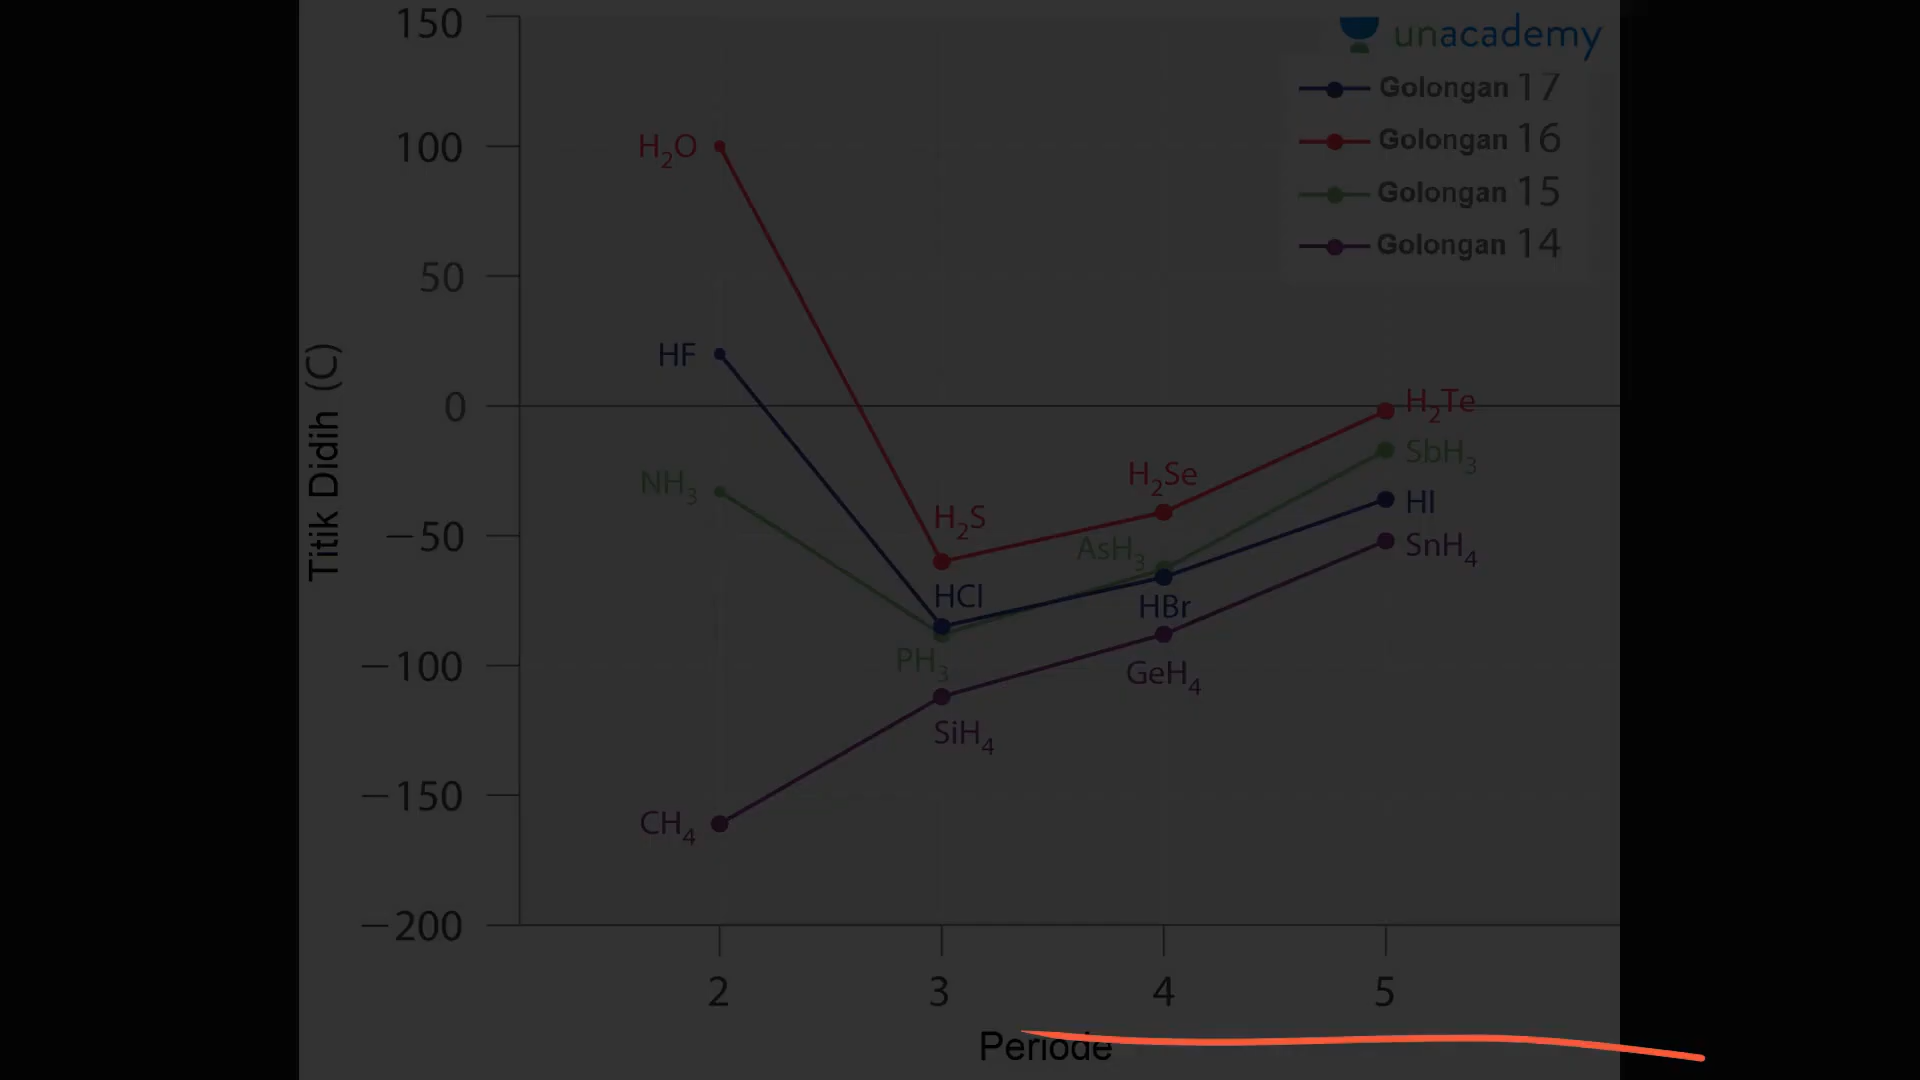 150
unacademy
Golongan 17
100
H2O
Golongan 16
Golongan 15
50
Golongan 14
HF
0
H2Te
SbH3
H2Se
NH3
HI
H2S
−50
AsH3
SnH4
HCl
HBr
PH3
−100
GeH4
SiH4
−150
CH4
−200
Titik Didih (C)
2 3 4 5
Periode